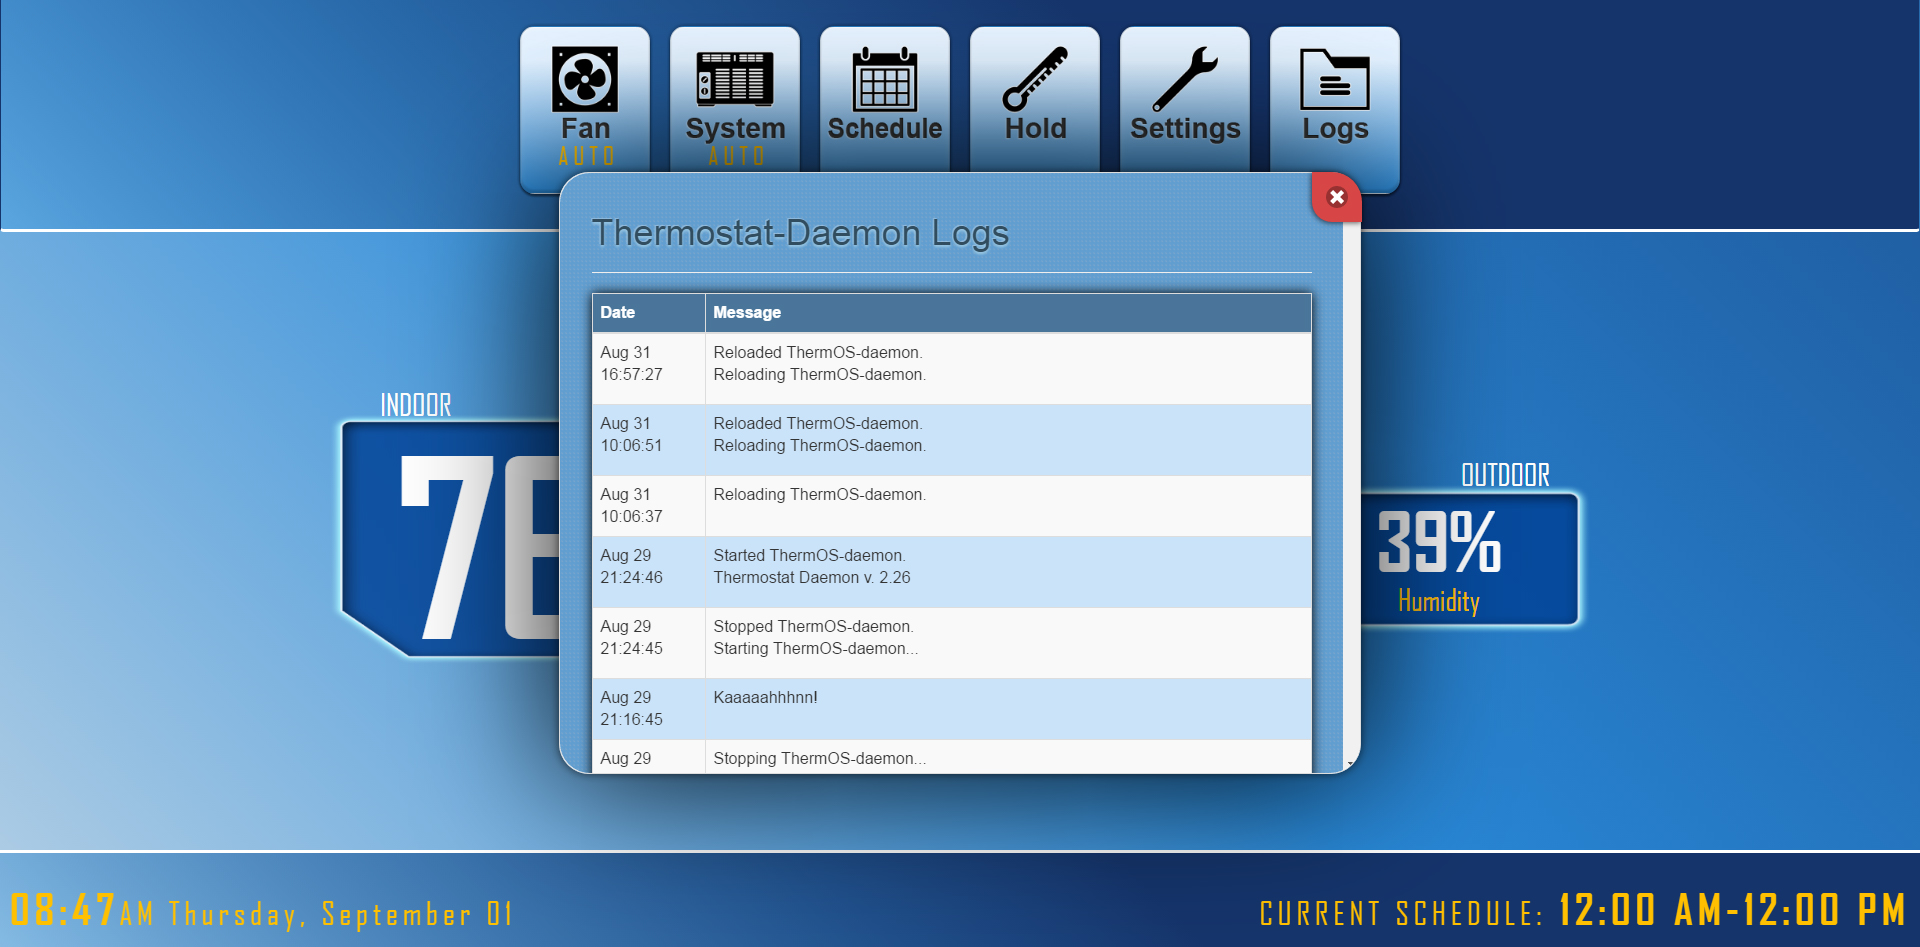 Fan
AUTO
System
AUTO
Schedule
Hold
Settings
Logs
Thermostat-Daemon Logs
Date Message
Aug 31 Reloaded ThermOS-daemon.
16:57:27 Reloading ThermOS-daemon.
Aug 31 Reloaded ThermOS-daemon.
10:06:51 Reloading ThermOS-daemon.
Aug 31 Reloading ThermOS-daemon.
10:06:37
Aug 29 Started ThermOS-daemon.
21:24:46 Thermostat Daemon v. 2.26
Aug 29 Stopped ThermOS-daemon.
21:24:45 Starting ThermOS-daemon...
Aug 29 Kaaaaahhhnn!
21:16:45
Aug 29 Stopping ThermOS-daemon...
INDOOR
OUTDOOR
39%
Humidity
08:47AM Thursday, September 01
CURRENT SCHEDULE: 12:00 AM-12:00 PM